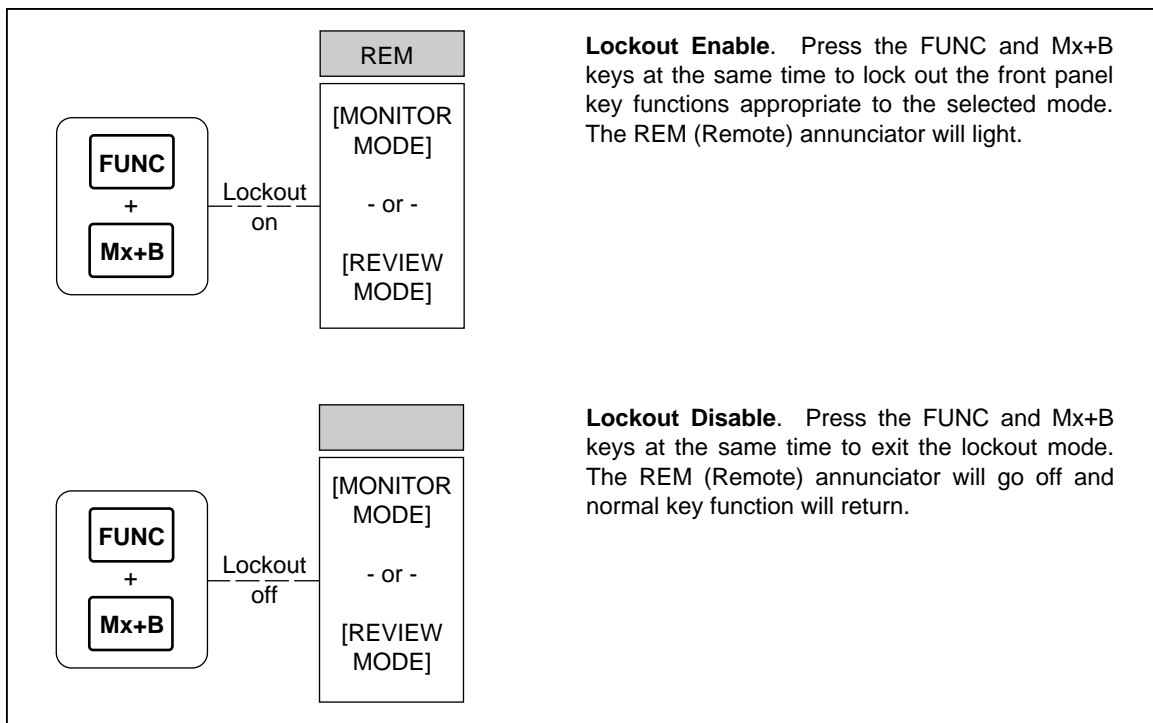 REM
[MONITOR
MODE]
- or -
[REVIEW
MODE]
FUNC
+
Mx+B
Lockout
on
Lockout Enable. Press the FUNC and Mx+B
keys at the same time to lock out the front panel
key functions appropriate to the selected mode.
The REM (Remote) annunciator will light.
[MONITOR
MODE]
- or -
[REVIEW
MODE]
FUNC
+
Mx+B
Lockout
off
Lockout Disable. Press the FUNC and Mx+B
keys at the same time to exit the lockout mode.
The REM (Remote) annunciator will go off and
normal key function will return.